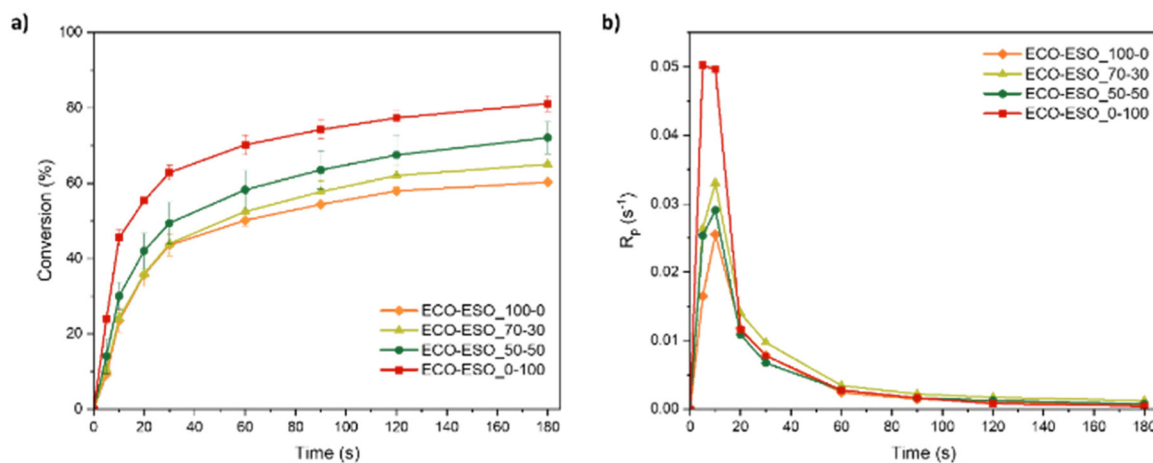 a)
100
80
60
40
20
0
Conversion (%)
0 20 40 60 80 100 120 140 160 180
Time (s)
ECO-ESO_100-0
ECO-ESO_70-30
ECO-ESO_50-50
ECO-ESO_0-100
b)
0.05
0.04
0.03
0.02
0.01
0.00
Rₚ (s⁻¹)
0 20 40 60 80 100 120 140 160 180
Time (s)
ECO-ESO_100-0
ECO-ESO_70-30
ECO-ESO_50-50
ECO-ESO_0-100